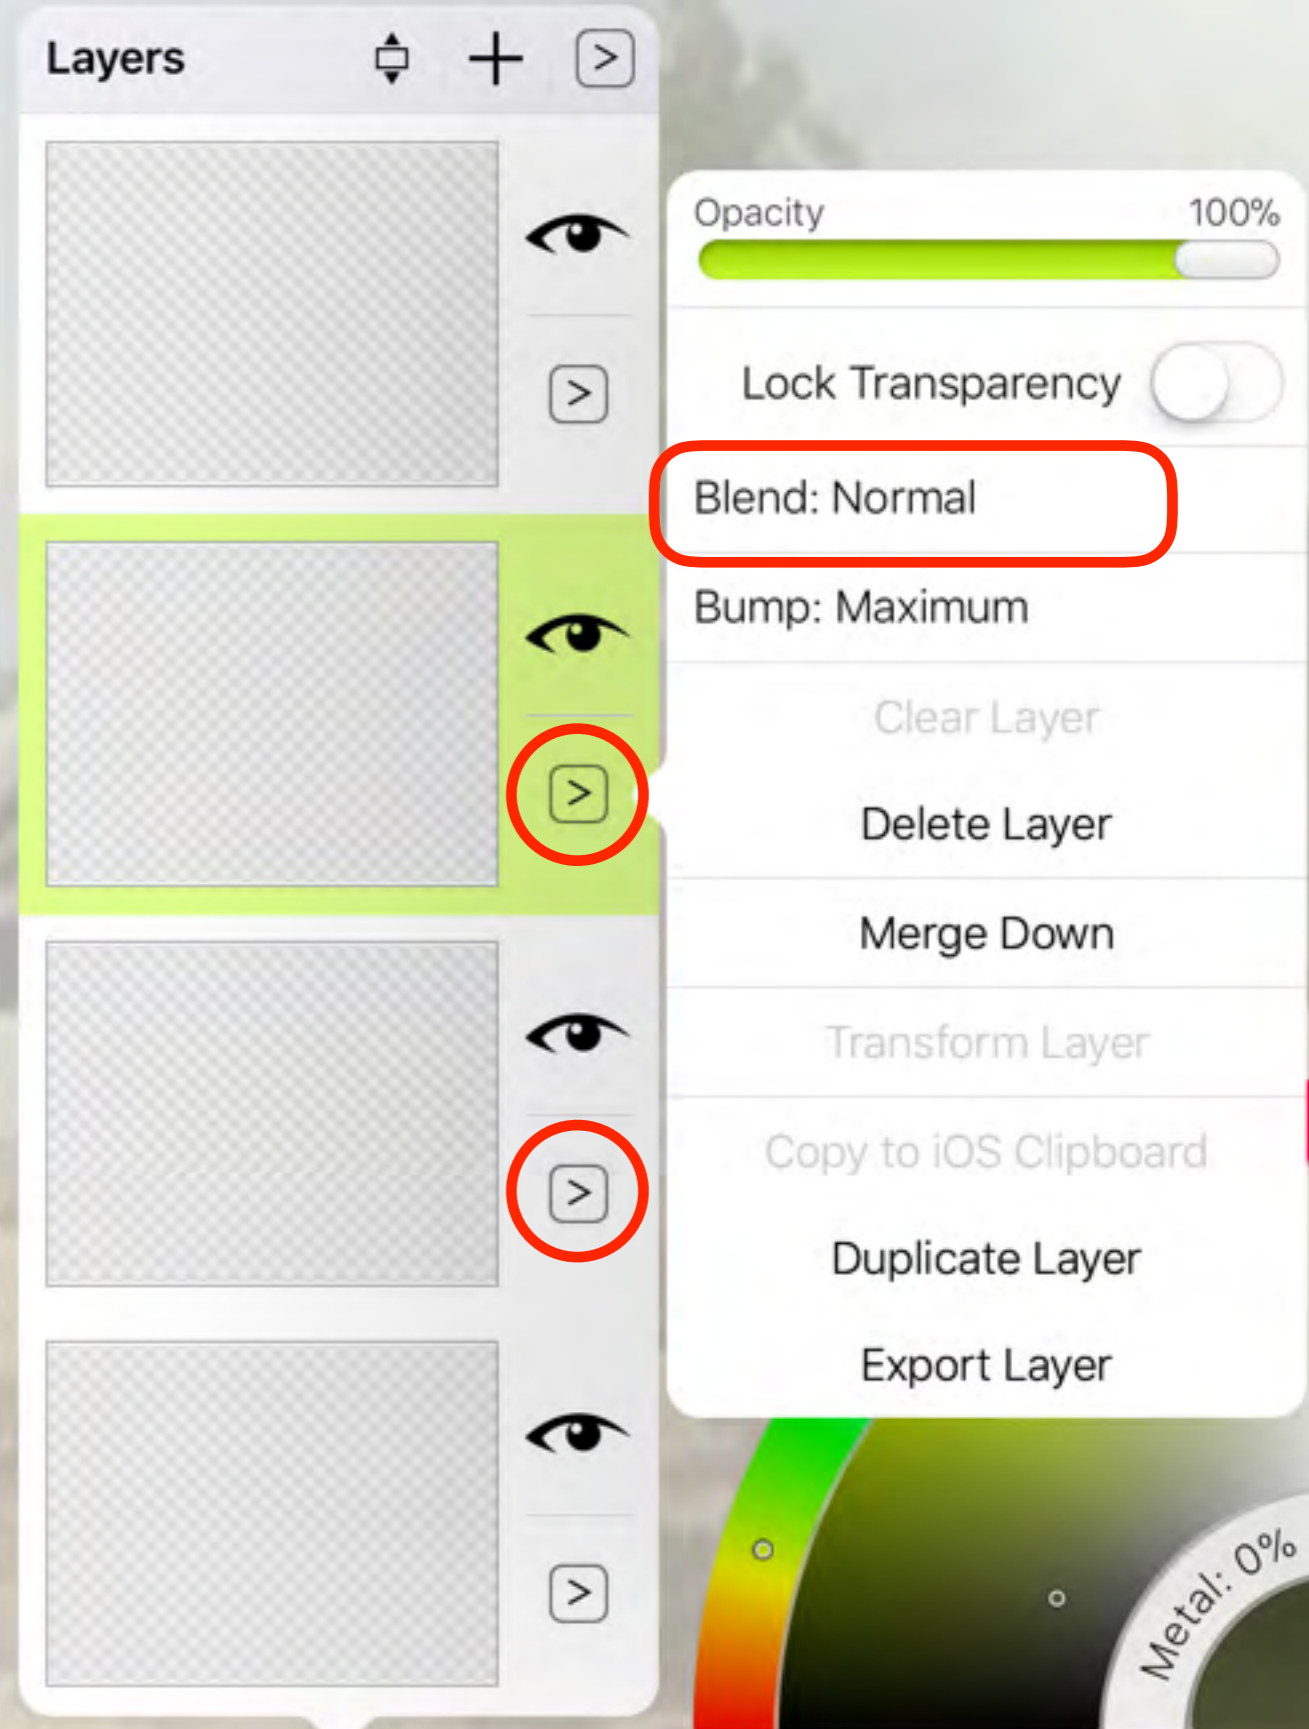 Layers
Opacity 100%
Lock Transparency
Blend: Normal
Bump: Maximum
Clear Layer
Delete Layer
Merge Down
Transform Layer
Copy to iOS Clipboard
Duplicate Layer
Export Layer
Metal: 0%